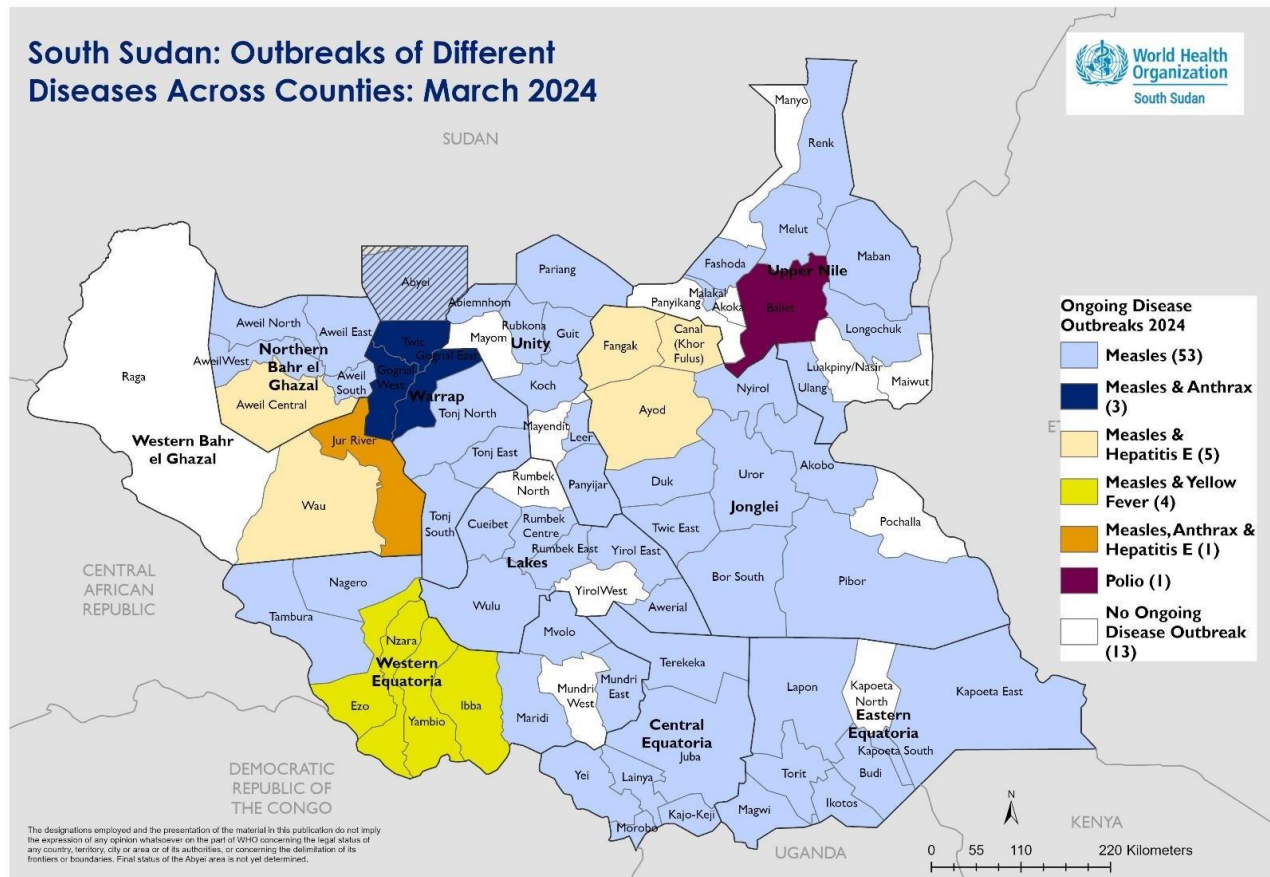 South Sudan: Outbreaks of Different
Diseases Across Counties: March 2024
World Health
Organization
South Sudan
SUDAN
Manyo
Renk
Melut
Maban
Fashoda
Upper Nile
Abyei
Pariang
Abiemnhom
Panyikang
Malakal
Akoka
Baliet
Longochuk
Aweil North
Aweil East
Twic
Mayom
Rubkona
Unity
Guit
Fangak
Canal
(Khor
Fulus)
Northern
Bahr el
Ghazal
AweilWest
Gogrial East
Gogrial
West
Luakpiny/Nasir
Maiwut
Raga
Aweil
South
Warrap
Koch
Nyirol
Ulang
Aweil Central
Tonj North
Ayod
Western Bahr
el Ghazal
Jur River
Mayendit
Leer
Tonj East
Akobo
Rumbek
North
Panyijar
Duk
Uror
Wau
Jonglei
Tonj
South
Cueibet
Rumbek
Centre
Twic East
Pochalla
Rumbek East
Yirol East
Lakes
Bor South
Pibor
YirolWest
Awerial
Nagero
Tambura
Wulu
CENTRAL
AFRICAN
REPUBLIC
ET
Mvolo
Nzara
Western
Equatoria
Terekeka
Mundri
East
Mundri
West
Lapon
Kapoeta
North
Kapoeta East
Ezo
Ibba
Yambio
Maridi
Central
Equatoria
Juba
Eastern
Equatoria
Kapoeta South
Yei
Lainya
Torit
Budi
Ikotos
Magwi
Kajo-Keji
Morobo
DEMOCRATIC
REPUBLIC OF
THE CONGO
UGANDA
KENYA
Ongoing Disease
Outbreaks 2024
Measles (53)
Measles & Anthrax
(3)
Measles &
Hepatitis E (5)
Measles & Yellow
Fever (4)
Measles, Anthrax &
Hepatitis E (1)
Polio (1)
No Ongoing
Disease Outbreak
(13)
N
0 55 110 220 Kilometers
The designations employed and the presentation of the material in this publication do not imply
the expression of any opinion whatsoever on the part of WHO concerning the legal status of
any country, territory, city or area or of its authorities, or concerning the delimitation of its
frontiers or boundaries. Final status of the Abyei area is not yet determined.